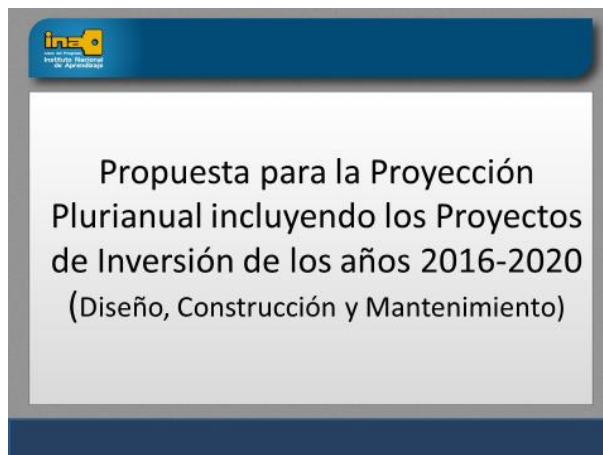 ina
Instituto Nacional
de Aprendizaje
Propuesta para la Proyección
Plurianual incluyendo los Proyectos
de Inversión de los años 2016-2020
(Diseño, Construcción y Mantenimiento)